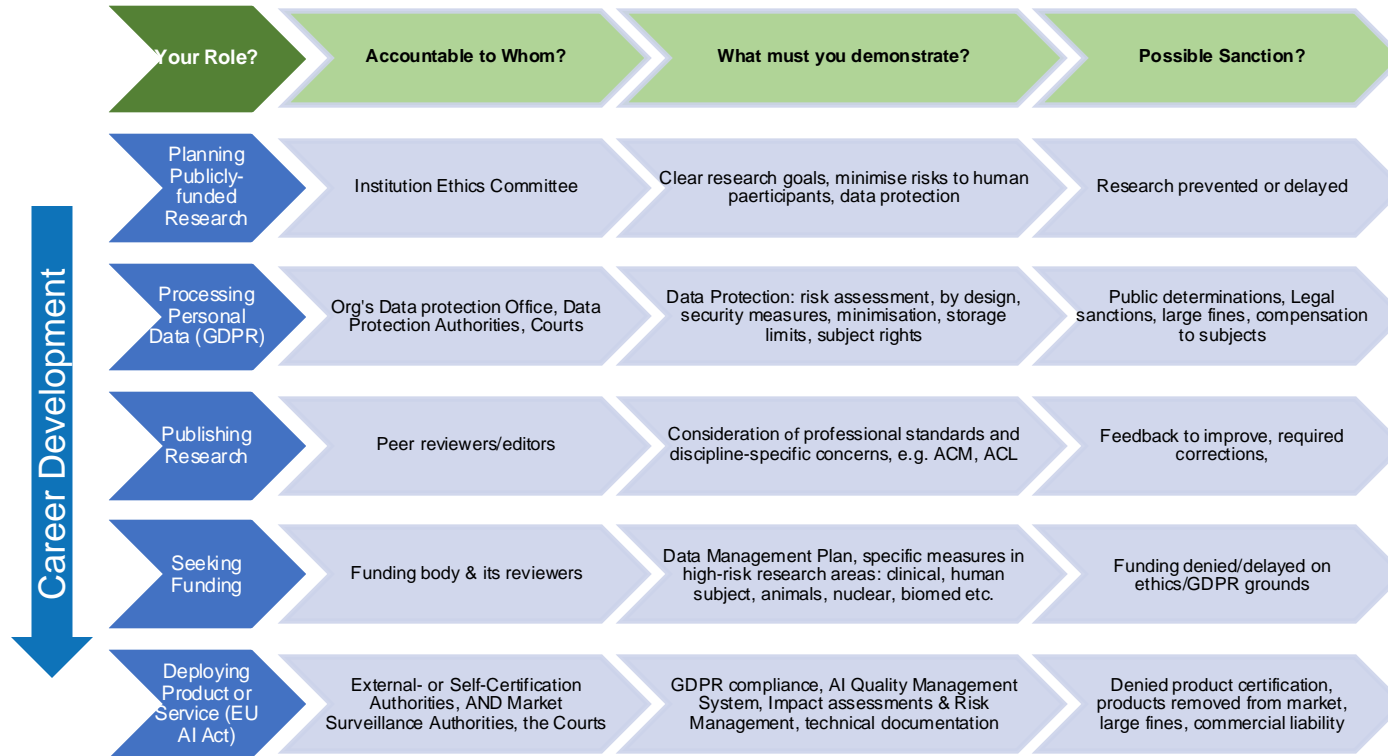 Your Role?
Accountable to Whom?
What must you demonstrate?
Possible Sanction?
Career Development
Planning
Publicly-
funded
Research
Institution Ethics Committee
Clear research goals, minimise risks to human
paerticipants, data protection
Research prevented or delayed
Processing
Personal
Data (GDPR)
Org's Data protection Office, Data
Protection Authorities, Courts
Data Protection: risk assessment, by design,
security measures, minimisation, storage
limits, subject rights
Public determinations, Legal
sanctions, large fines, compensation
to subjects
Publishing
Research
Peer reviewers/editors
Consideration of professional standards and
discipline-specific concerns, e.g. ACM, ACL
Feedback to improve, required
corrections,
Seeking
Funding
Funding body & its reviewers
Data Management Plan, specific measures in
high-risk research areas: clinical, human
subject, animals, nuclear, biomed etc.
Funding denied/delayed on
ethics/GDPR grounds
Deploying
Product or
Service (EU
AI Act)
External- or Self-Certification
Authorities, AND Market
Surveillance Authorities, the Courts
GDPR compliance, AI Quality Management
System, Impact assessments & Risk
Management, technical documentation
Denied product certification,
products removed from market,
large fines, commercial liability